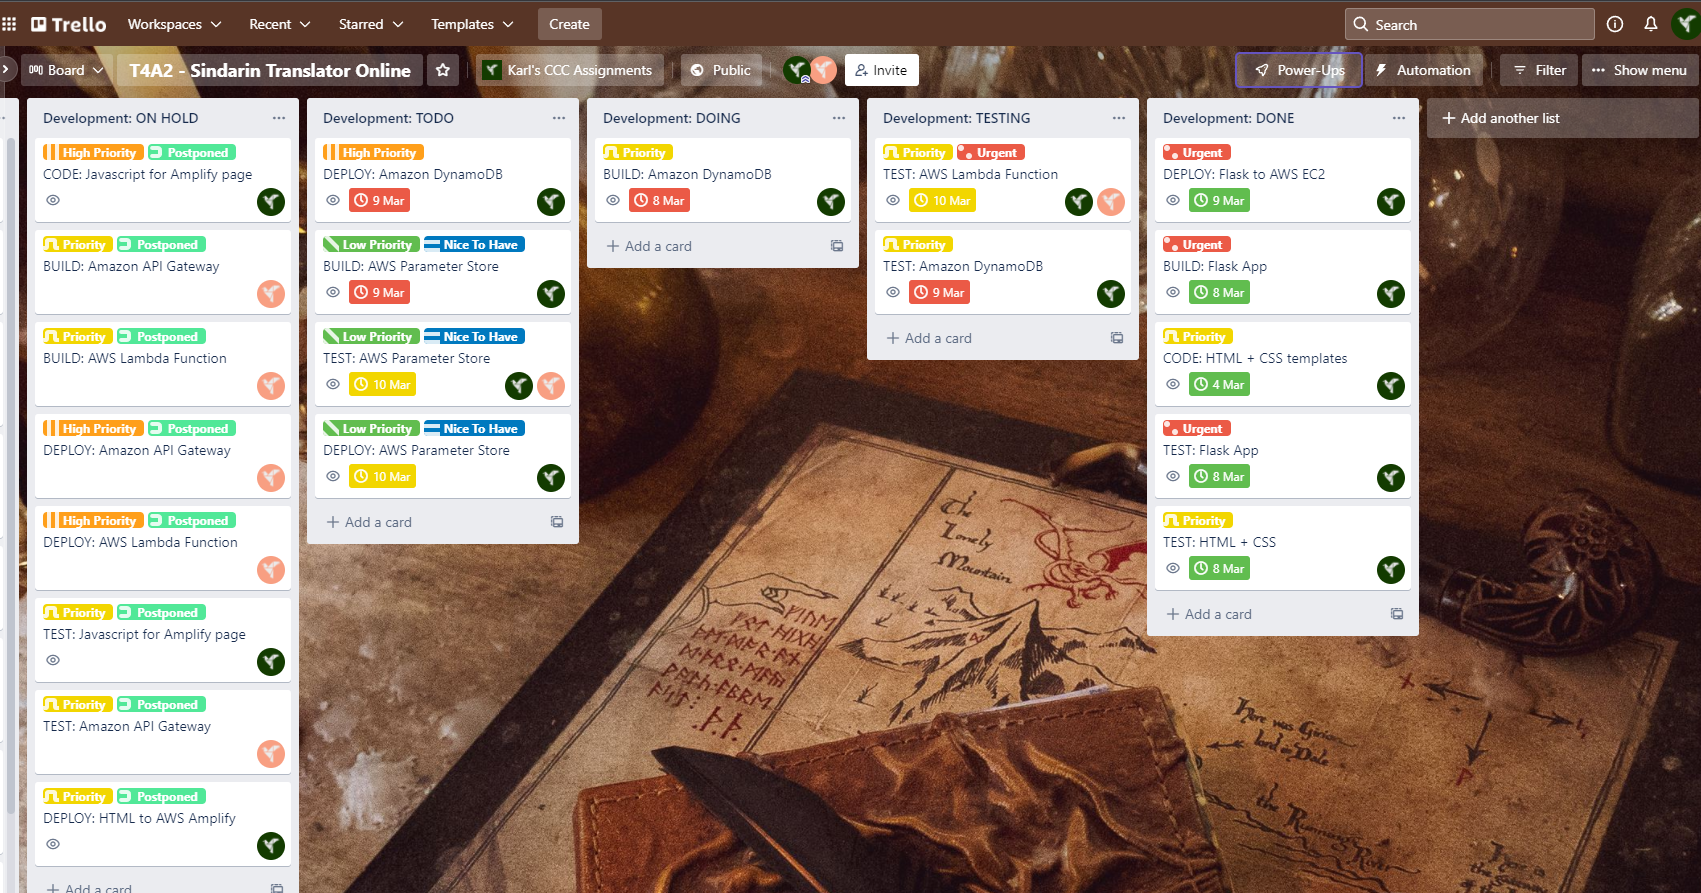 Trello
Workspaces
Recent
Starred
Templates
Create
Search
Board
T4A2 - Sindarin Translator Online
Karl's CCC Assignments
Public
Invite
Power-Ups
Automation
Filter
Show menu
Development: ON HOLD
High Priority Postponed
CODE: Javascript for Amplify page
Priority Postponed
BUILD: Amazon API Gateway
Priority Postponed
BUILD: AWS Lambda Function
High Priority Postponed
DEPLOY: Amazon API Gateway
High Priority Postponed
DEPLOY: AWS Lambda Function
Priority Postponed
TEST: Javascript for Amplify page
Priority Postponed
TEST: Amazon API Gateway
Priority Postponed
DEPLOY: HTML to AWS Amplify
Add a card
Development: TODO
High Priority
DEPLOY: Amazon DynamoDB
9 Mar
Low Priority Nice To Have
BUILD: AWS Parameter Store
9 Mar
Low Priority Nice To Have
TEST: AWS Parameter Store
10 Mar
Low Priority Nice To Have
DEPLOY: AWS Parameter Store
10 Mar
Add a card
Development: DOING
Priority
BUILD: Amazon DynamoDB
8 Mar
Add a card
Development: TESTING
Priority Urgent
TEST: AWS Lambda Function
10 Mar
Priority
TEST: Amazon DynamoDB
9 Mar
Add a card
Development: DONE
Urgent
DEPLOY: Flask to AWS EC2
9 Mar
Urgent
BUILD: Flask App
8 Mar
Priority
CODE: HTML + CSS templates
4 Mar
Urgent
TEST: Flask App
8 Mar
Priority
TEST: HTML + CSS
8 Mar
Add a card
Add another list
the
Lonely
Mountain
Here was Girion
lord in Dale
the
Running
River